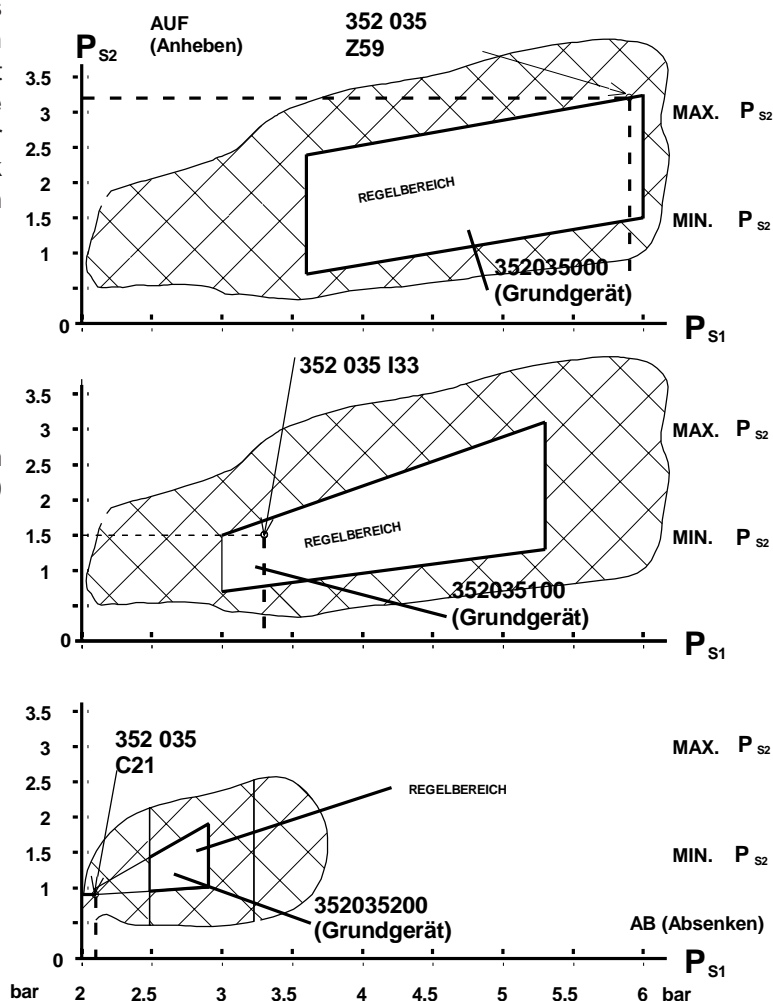 AUF
(Anheben)
352 035
Z59
P S2
3.5
3
2.5
2
1.5
1
0
REGELBEREICH
MAX. P S2
MIN. P S2
352035000
(Grundgerät)
P S1
352 035 I33
3.5
3
2.5
2
1.5
1
0
REGELBEREICH
MAX. P S2
MIN. P S2
352035100
(Grundgerät)
P S1
3.5
3
2.5
2
1.5
1
0
352 035
C21
REGELBEREICH
MAX. P S2
MIN. P S2
352035200
(Grundgerät)
AB (Absenken)
P S1
bar 2 2.5 3 3.5 4 4.5 5 5.5 6 bar